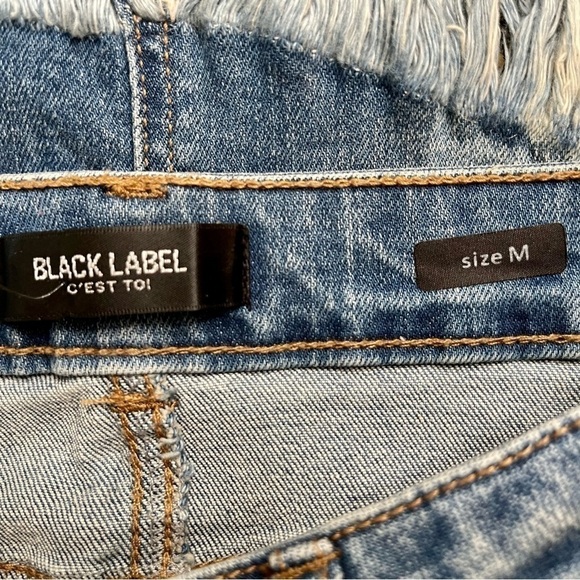 BLACK LABEL
C'EST TOI
size M